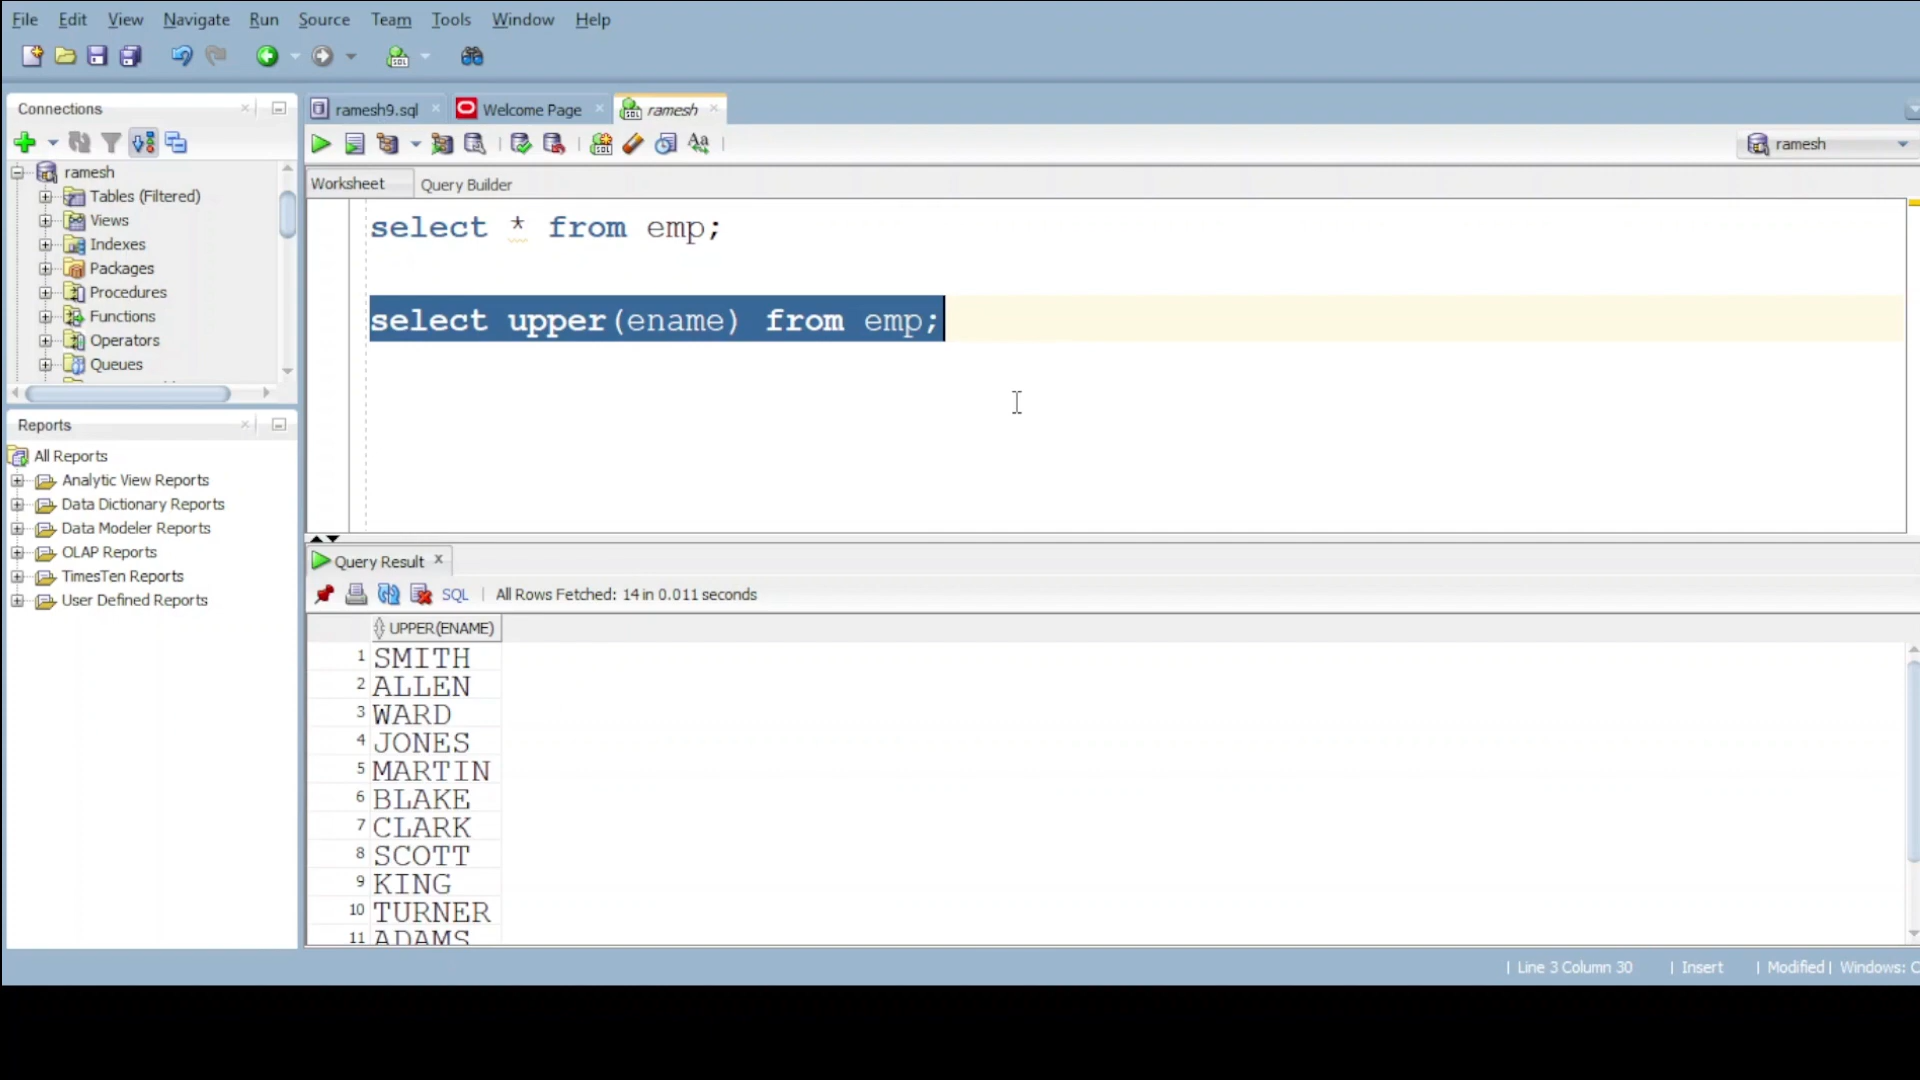 File Edit View Navigate Run Source Team Tools Window Help
Connections
ramesh9.sql Welcome Page ramesh
ramesh
ramesh
Tables (Filtered)
Views
Indexes
Packages
Procedures
Functions
Operators
Queues
Worksheet Query Builder
select * from emp;
select upper(ename) from emp;
Reports
All Reports
Analytic View Reports
Data Dictionary Reports
Data Modeler Reports
OLAP Reports
TimesTen Reports
User Defined Reports
Query Result
SQL | All Rows Fetched: 14 in 0.011 seconds
UPPER(ENAME)
1 SMITH
2 ALLEN
3 WARD
4 JONES
5 MARTIN
6 BLAKE
7 CLARK
8 SCOTT
9 KING
10 TURNER
11 ADAMS
| Line 3 Column 30 | Insert | Modified | Windows: C